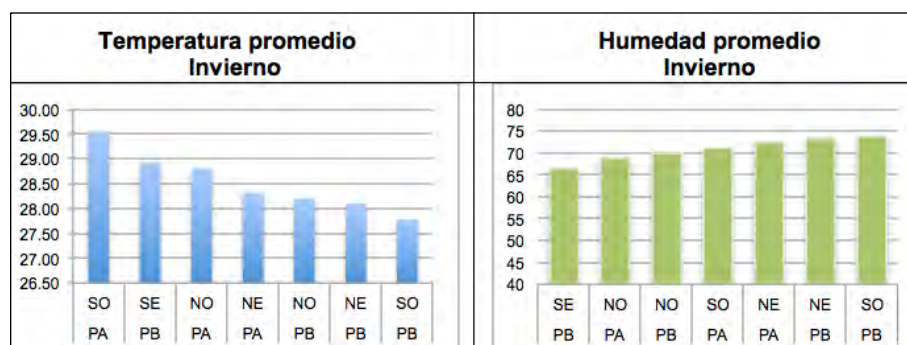 Temperatura promedio
Invierno
Humedad promedio
Invierno
30.00
29.50
29.00
28.50
28.00
27.50
27.00
26.50
SO SE NO NE NO NE SO
PA PB PA PA PB PB PB
80
75
70
65
60
55
50
45
40
SE NO NO SO NE NE SO
PB PA PB PA PA PB PB